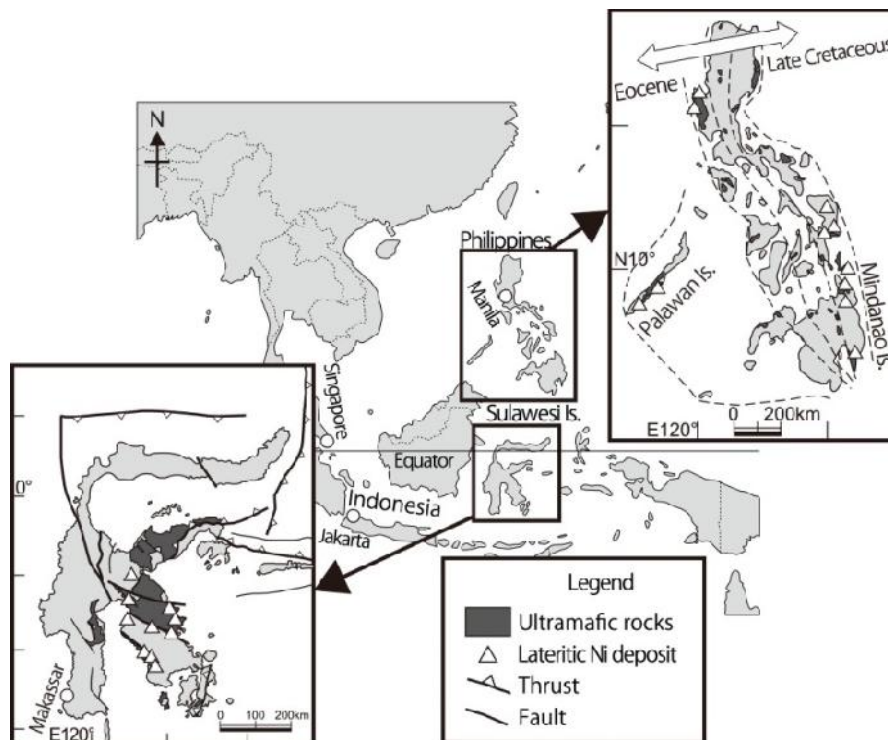 N
Philippines
Manila
Singapore
Sulawesi Is.
Equator
Indonesia
Jakarta
Eocene
Late Cretaceous
N10°
Palawan Is.
Mindanao Is.
E120°
0 200km
0°
Makassar
E120°
0 100 200km
Legend
Ultramafic rocks
Lateritic Ni deposit
Thrust
Fault